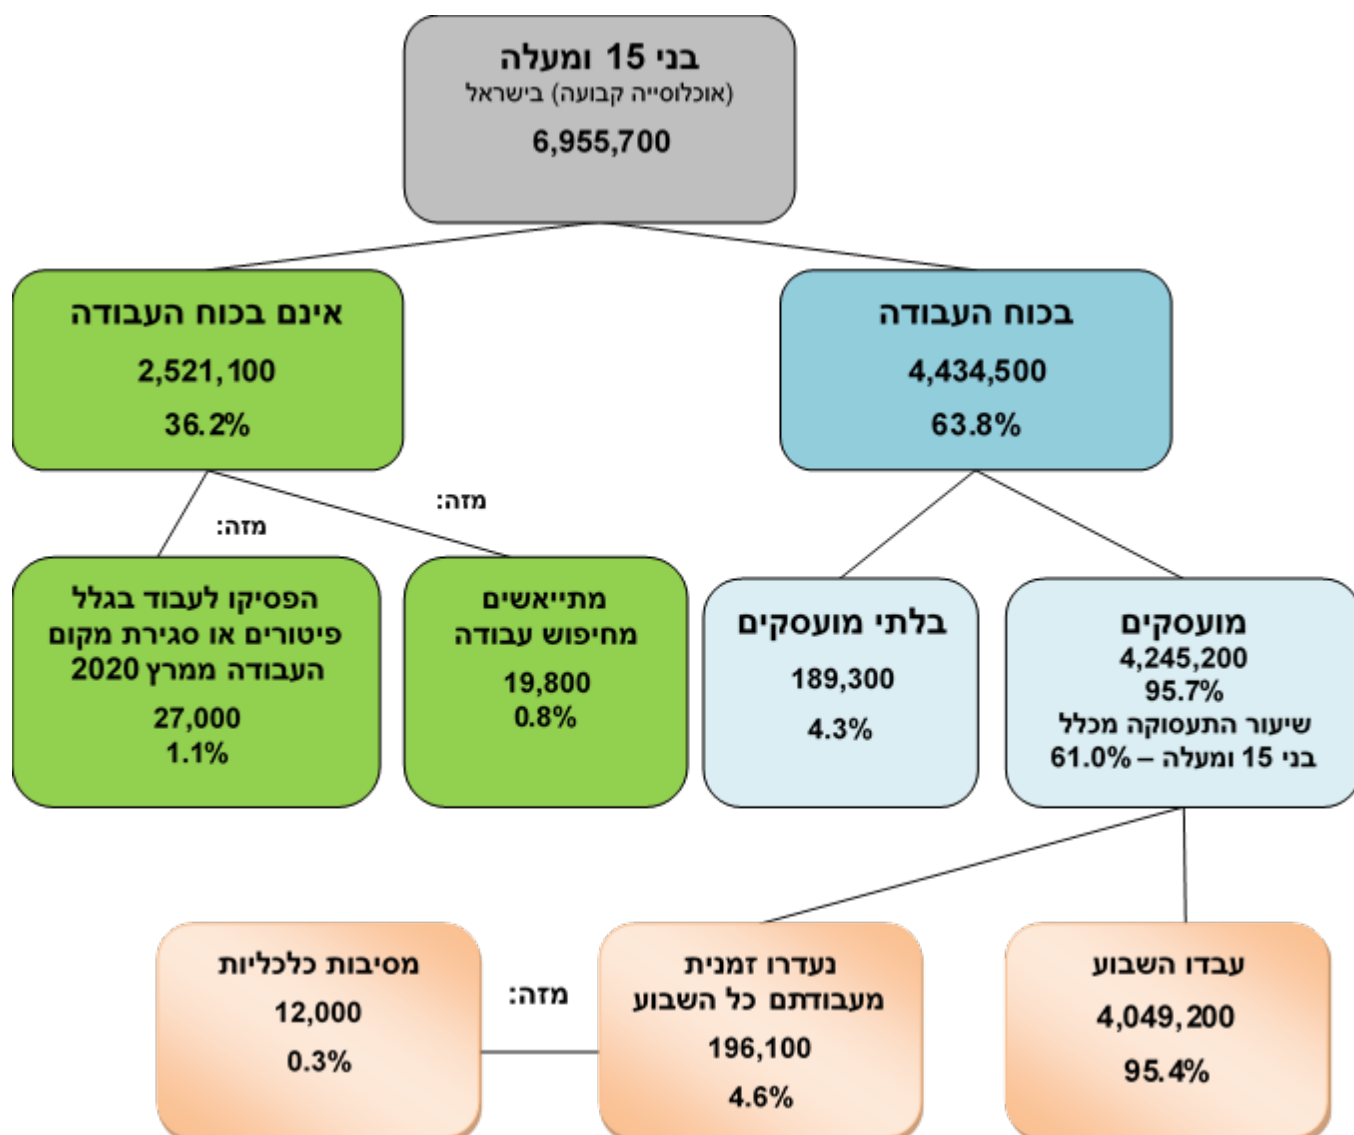 בני 15 ומעלה
(אוכלוסייה קבועה) בישראל
6,955,700
בכוח העבודה
4,434,500
63.8%
אינם בכוח העבודה
2,521,100
36.2%
מזה:
מזה:
מועסקים
4,245,200
95.7%
שיעור התעסוקה מכלל
בני 15 ומעלה – 61.0%
בלתי מועסקים
189,300
4.3%
מתייאשים
מחיפוש עבודה
19,800
0.8%
הפסיקו לעבוד בגלל
פיטורים או סגירת מקום
העבודה ממרץ 2020
27,000
1.1%
עבדו השבוע
4,049,200
95.4%
נעדרו זמנית
מעבודתם כל השבוע
196,100
4.6%
מזה:
מסיבות כלכליות
12,000
0.3%